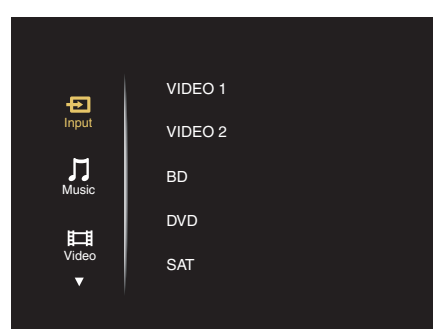 Input
Music
Video
▼
VIDEO 1
VIDEO 2
BD
DVD
SAT